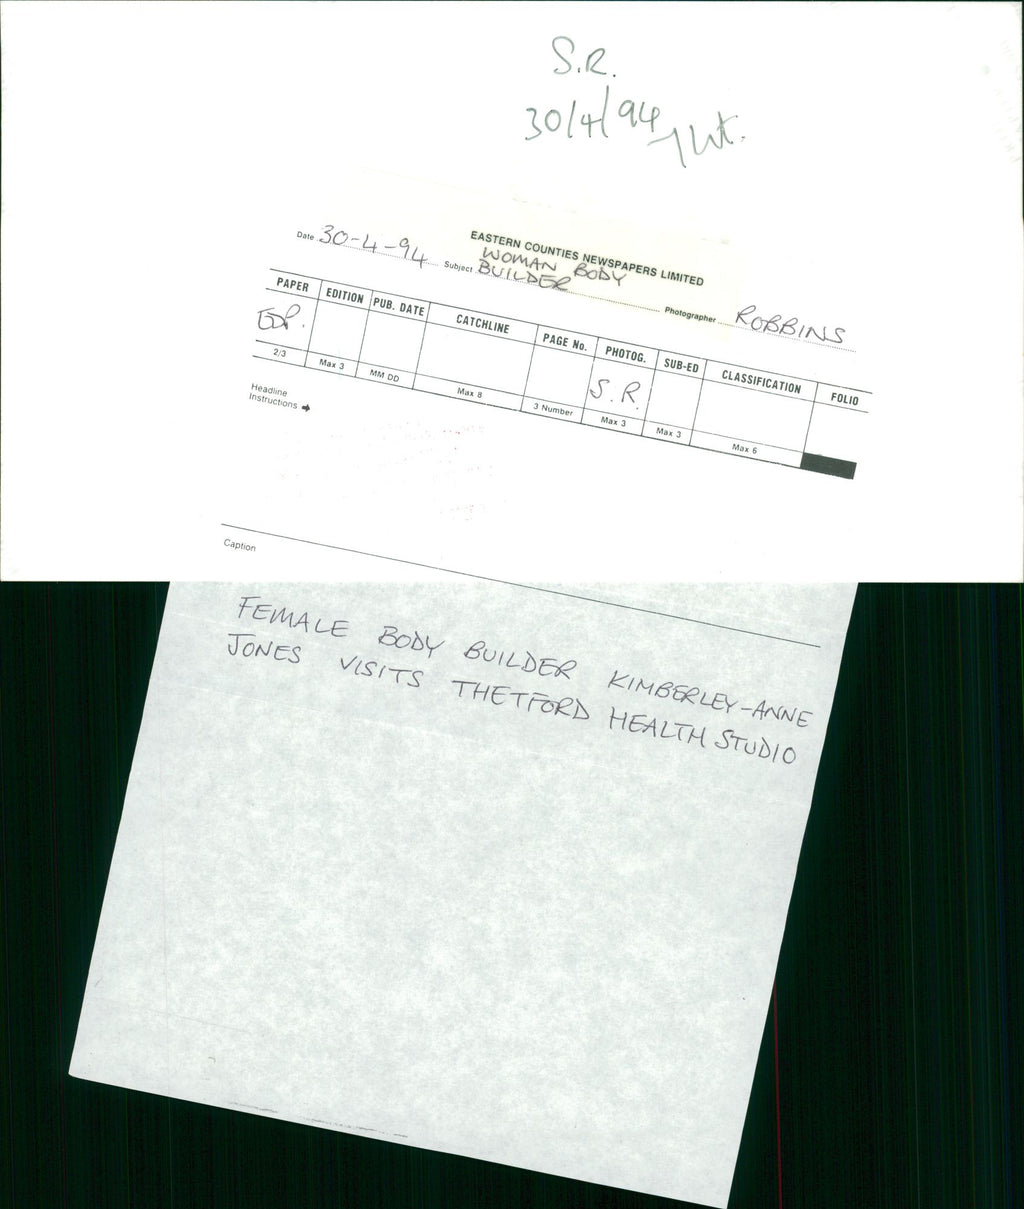 S.R.
30/4/94
EASTERN COUNTIES NEWSPAPERS LIMITED
Date 30-4-94 Subject WOMAN BODY
BUILDER
Photographer ROBBINS
PAPER EDITION PUB. DATE CATCHLINE PAGE No. PHOTOG. SUB-ED CLASSIFICATION FOLIO
EDP. S.R.
2/3 Max 3 MM DD Max 8 3 Number Max 3 Max 3 Max 6
Headline
Instructions
Caption
FEMALE BODY BUILDER KIMBERLEY-ANNE
JONES VISITS THETFORD HEALTH STUDIO